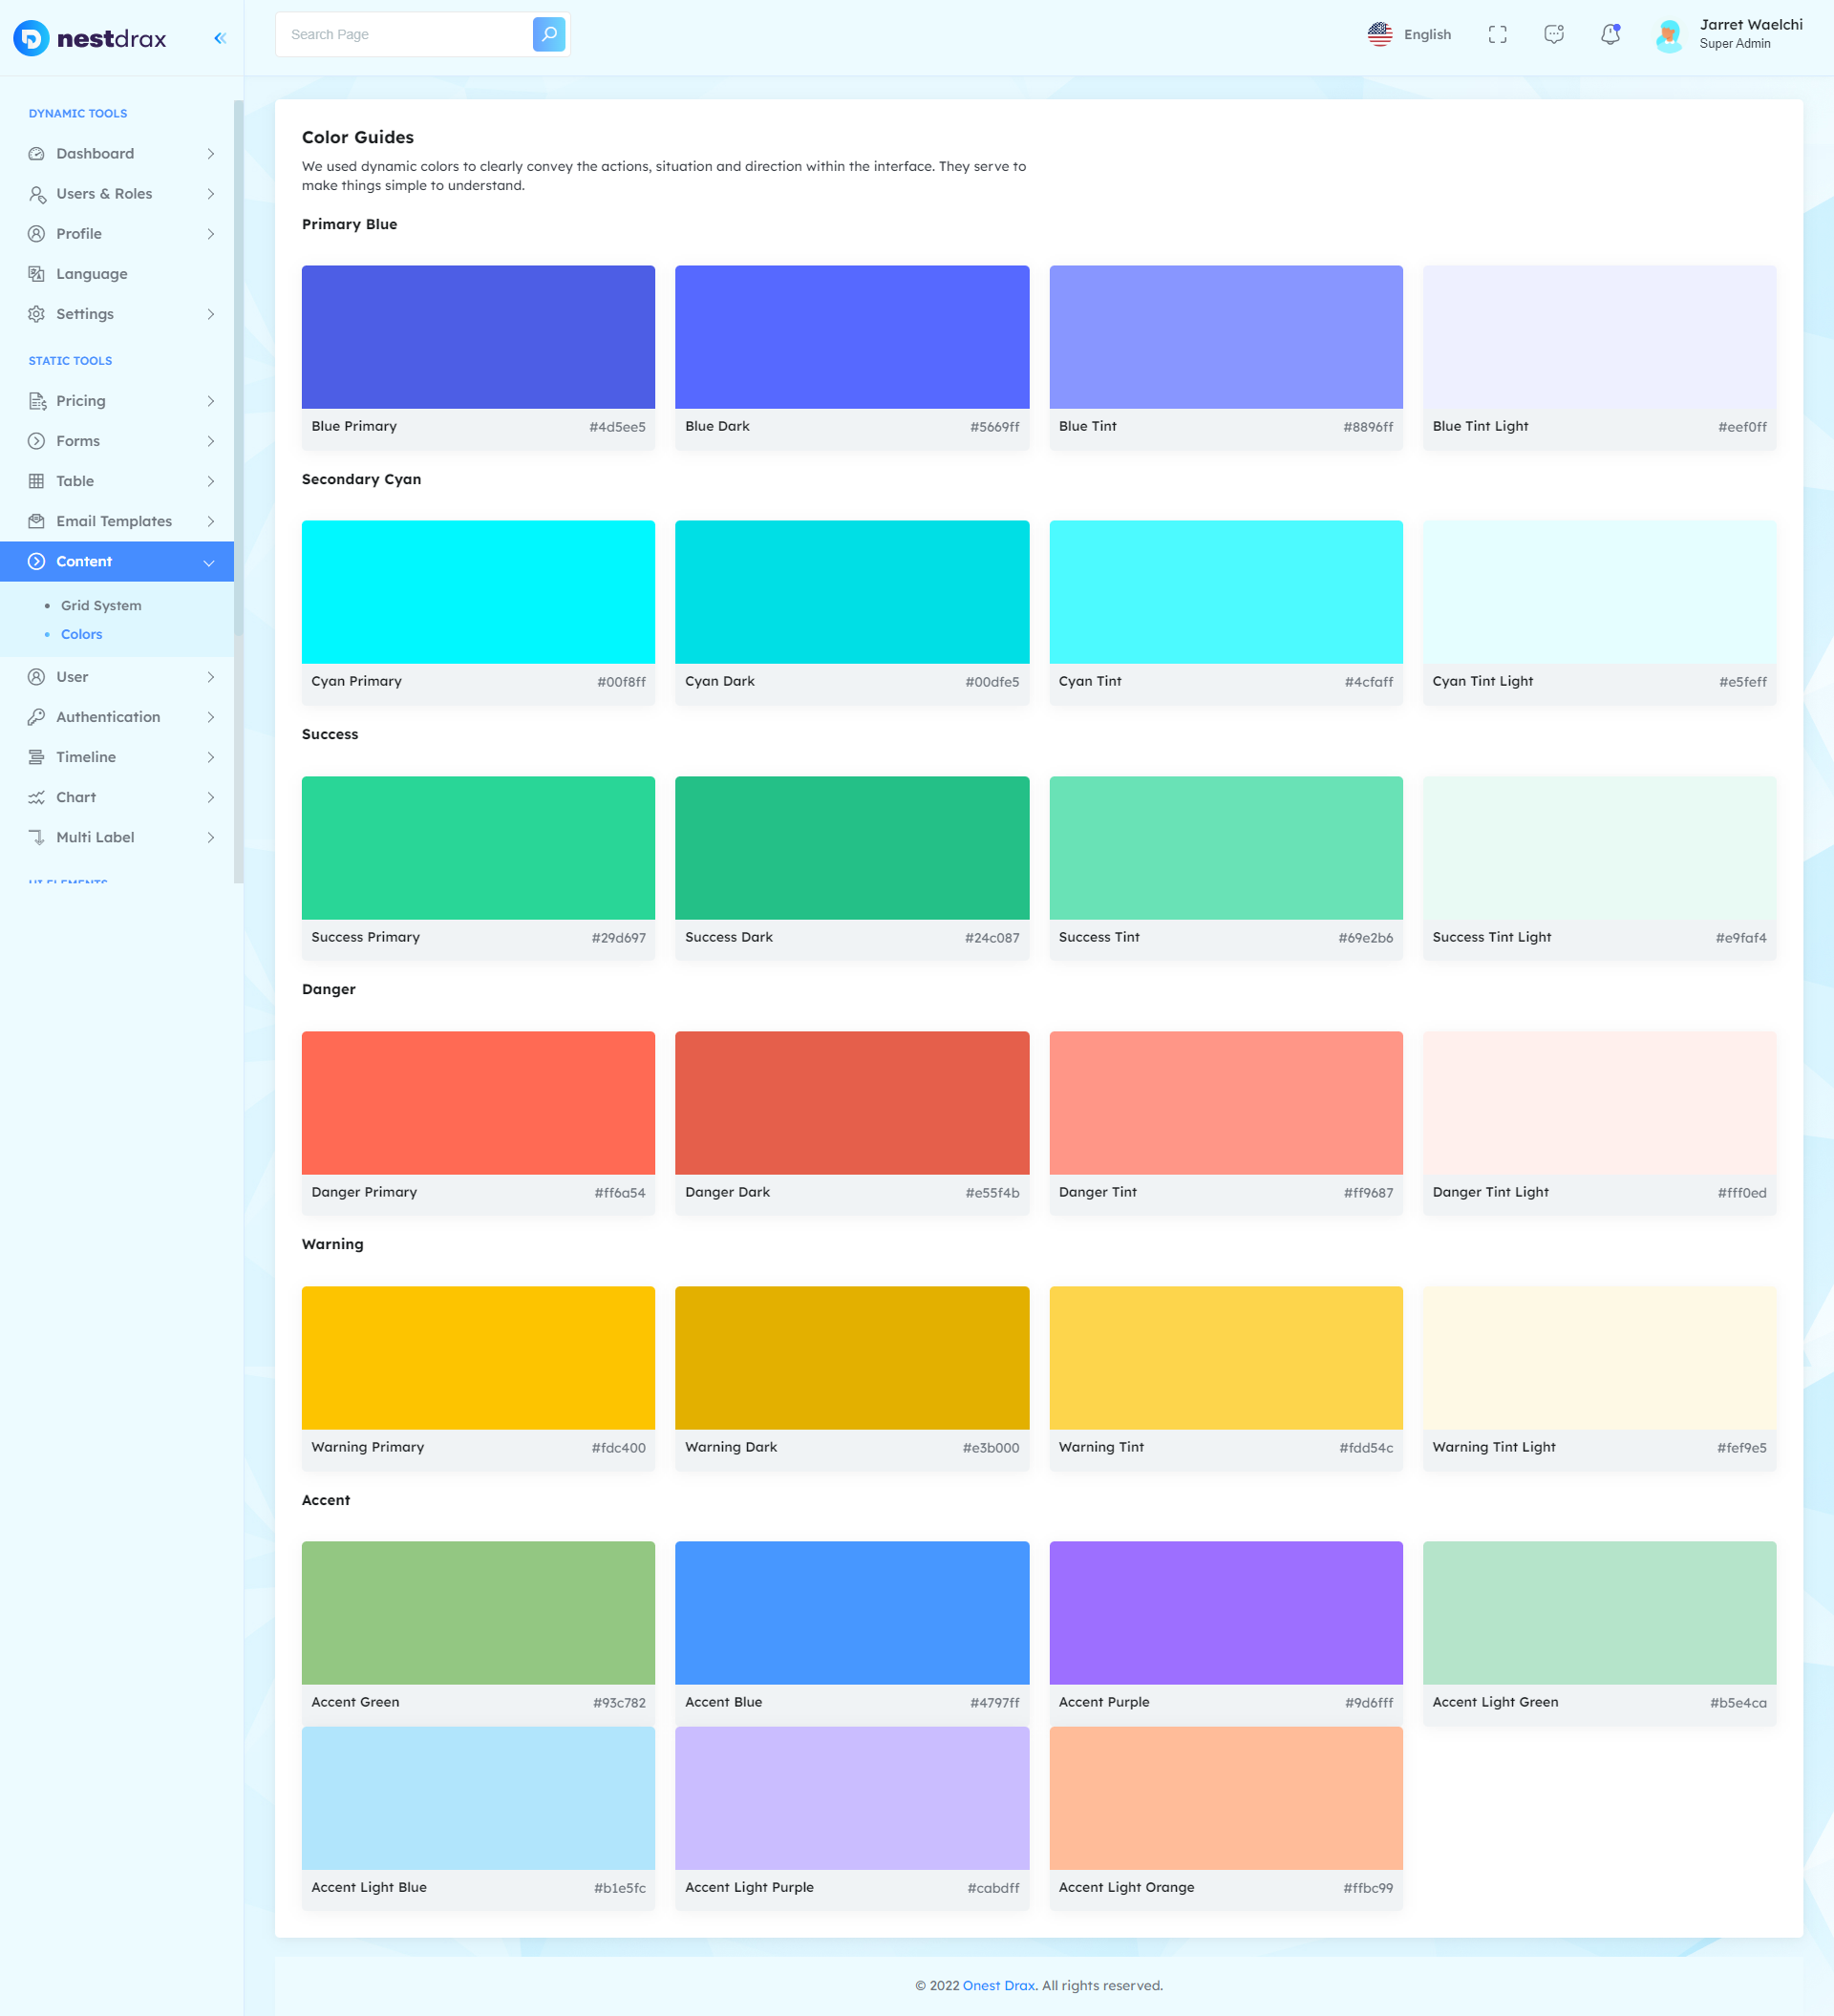 nestdrax
Search Page
English
Jarret Waelchi
Super Admin
DYNAMIC TOOLS
Dashboard
Users & Roles
Profile
Language
Settings
STATIC TOOLS
Pricing
Forms
Table
Email Templates
Content
Grid System
Colors
User
Authentication
Timeline
Chart
Multi Label
UI ELEMENTS
Color Guides
We used dynamic colors to clearly convey the actions, situation and direction within the interface. They serve to
make things simple to understand.
Primary Blue
Blue Primary #4d5ee5
Blue Dark #5669ff
Blue Tint #8896ff
Blue Tint Light #eef0ff
Secondary Cyan
Cyan Primary #00f8ff
Cyan Dark #00dfe5
Cyan Tint #4cfaff
Cyan Tint Light #e5feff
Success
Success Primary #29d697
Success Dark #24c087
Success Tint #69e2b6
Success Tint Light #e9faf4
Danger
Danger Primary #ff6a54
Danger Dark #e55f4b
Danger Tint #ff9687
Danger Tint Light #fff0ed
Warning
Warning Primary #fdc400
Warning Dark #e3b000
Warning Tint #fdd54c
Warning Tint Light #fef9e5
Accent
Accent Green #93c782
Accent Blue #4797ff
Accent Purple #9d6fff
Accent Light Green #b5e4ca
Accent Light Blue #b1e5fc
Accent Light Purple #cabdff
Accent Light Orange #ffbc99
© 2022 Onest Drax. All rights reserved.